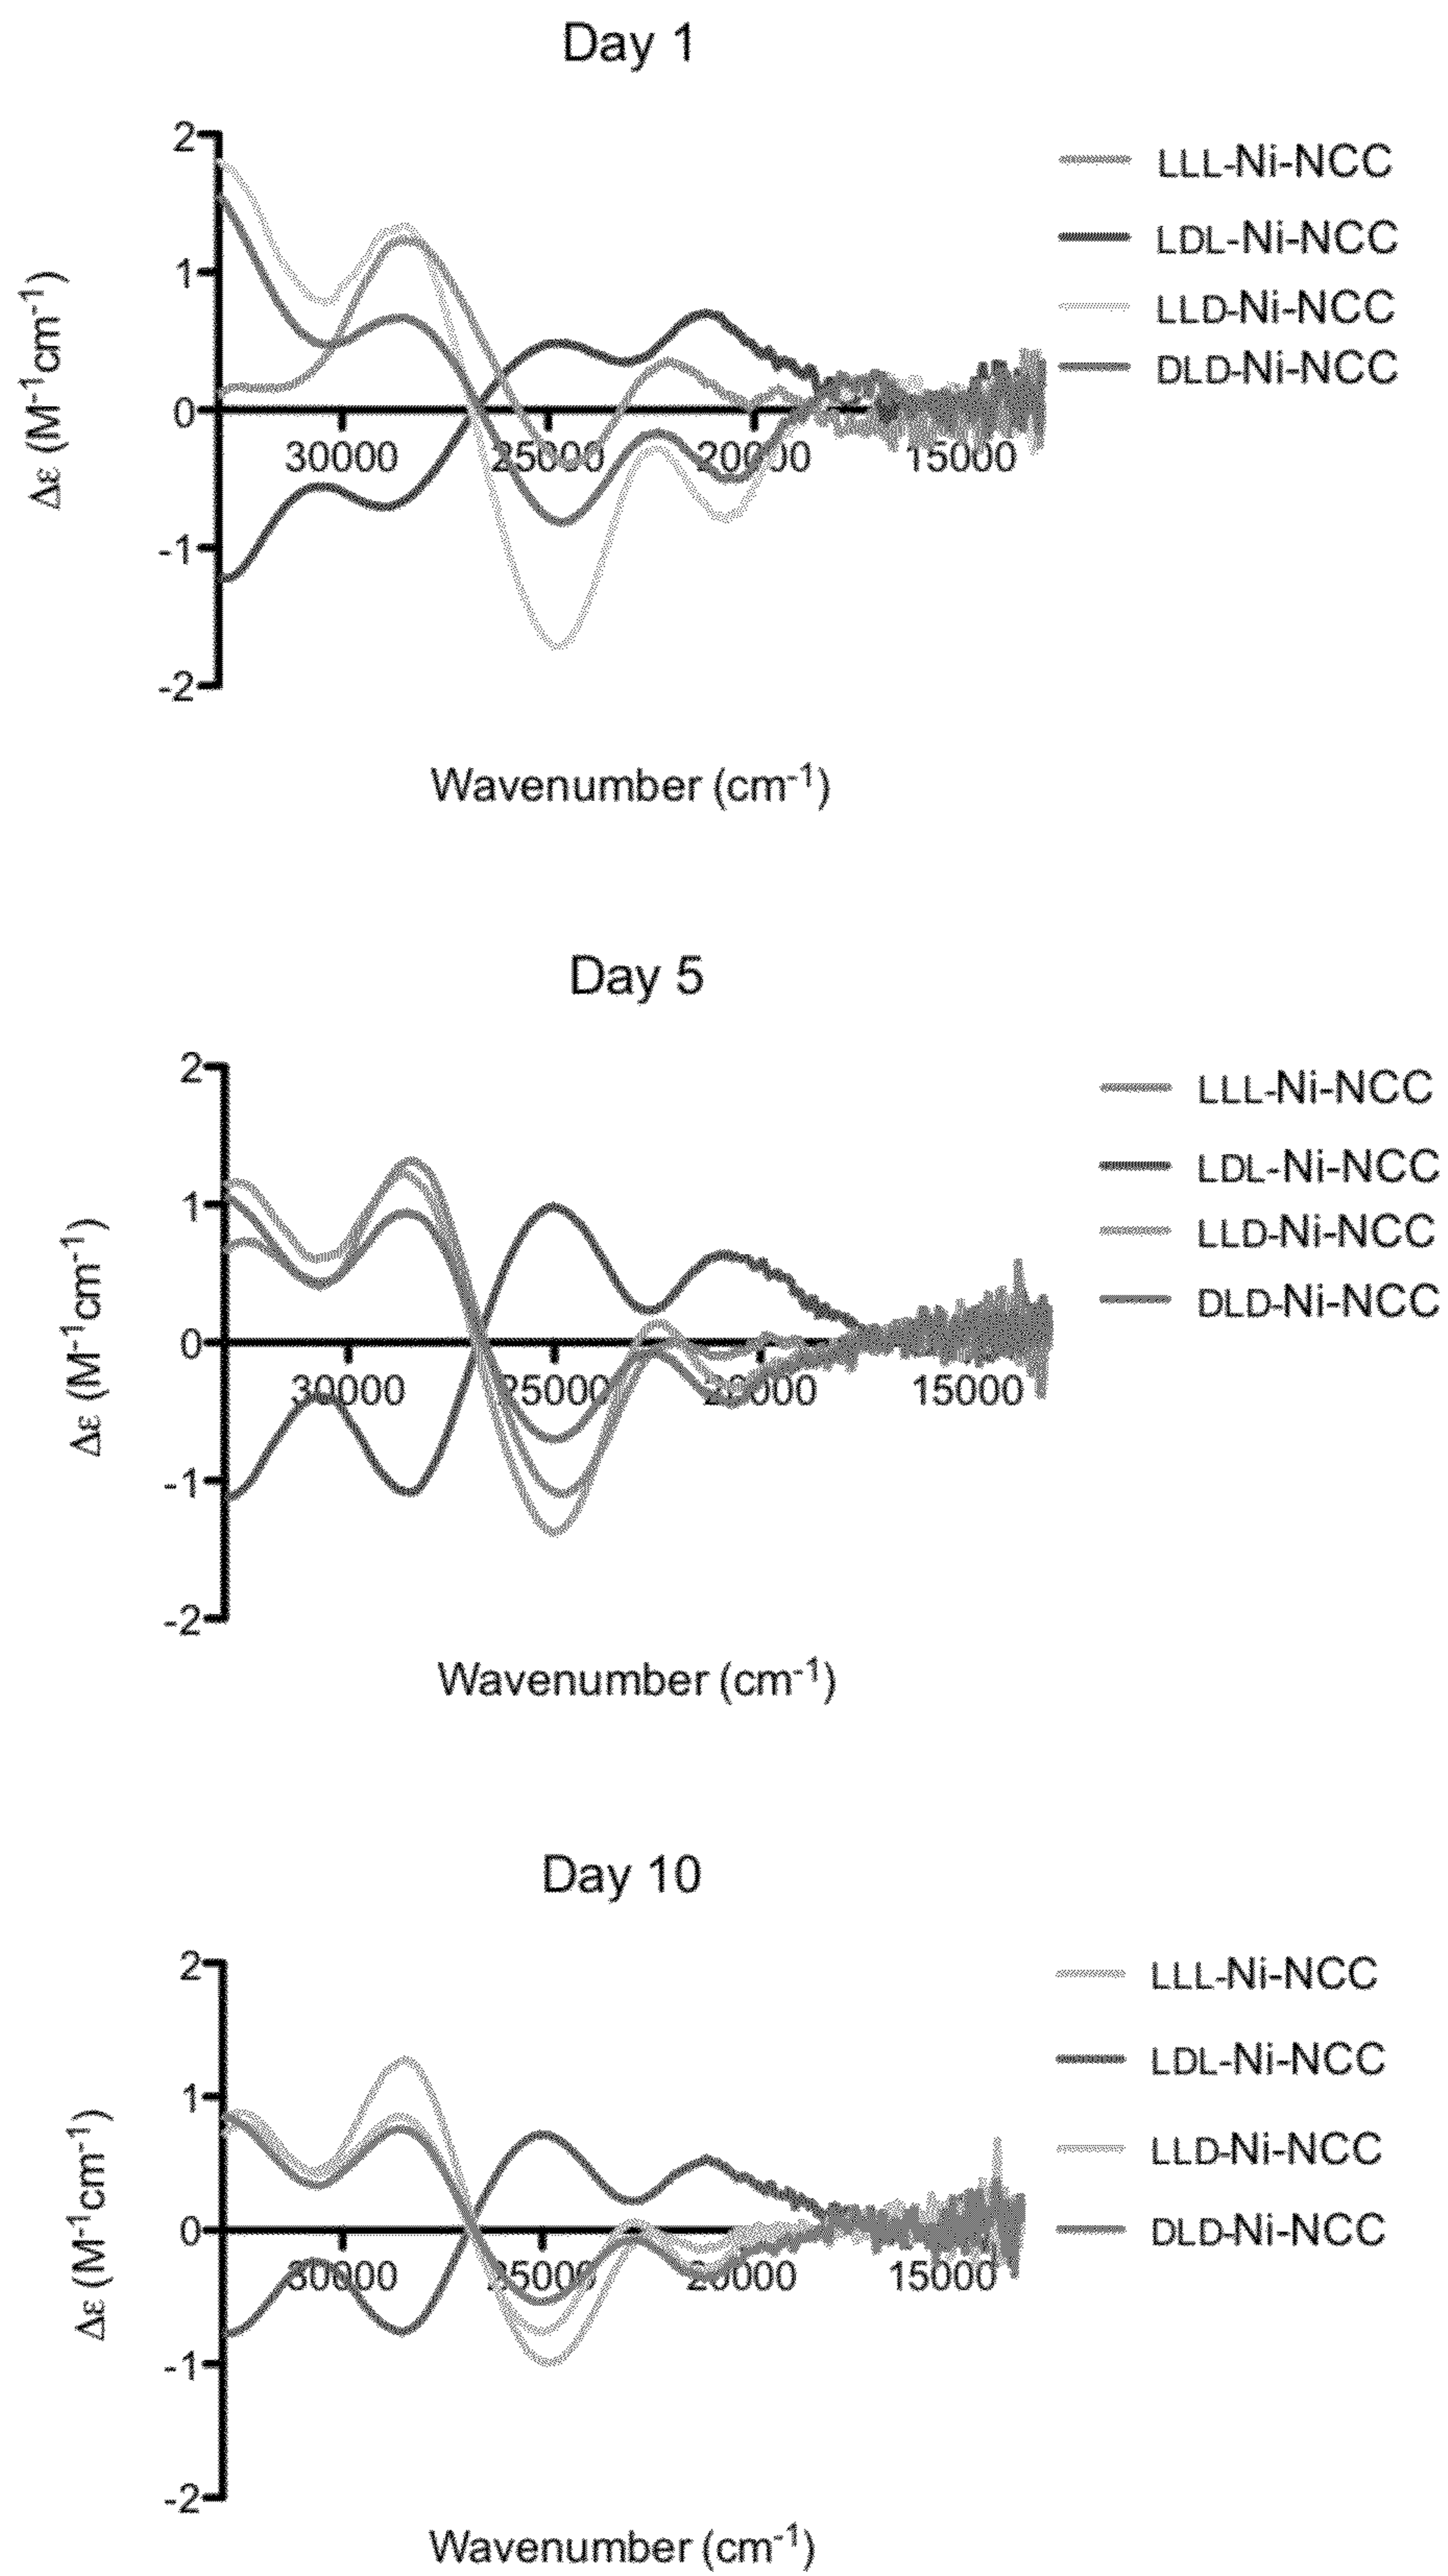 Day 1
2
1
0
-1
-2
Δε (M⁻¹cm⁻¹)
30000 25000 20000 15000
Wavenumber (cm⁻¹)
LLL-Ni-NCC
LDL-Ni-NCC
LLD-Ni-NCC
DLD-Ni-NCC
Day 5
2
1
0
-1
-2
Δε (M⁻¹cm⁻¹)
30000 25000 20000 15000
Wavenumber (cm⁻¹)
LLL-Ni-NCC
LDL-Ni-NCC
LLD-Ni-NCC
DLD-Ni-NCC
Day 10
2
1
0
-1
-2
Δε (M⁻¹cm⁻¹)
30000 25000 20000 15000
Wavenumber (cm⁻¹)
LLL-Ni-NCC
LDL-Ni-NCC
LLD-Ni-NCC
DLD-Ni-NCC